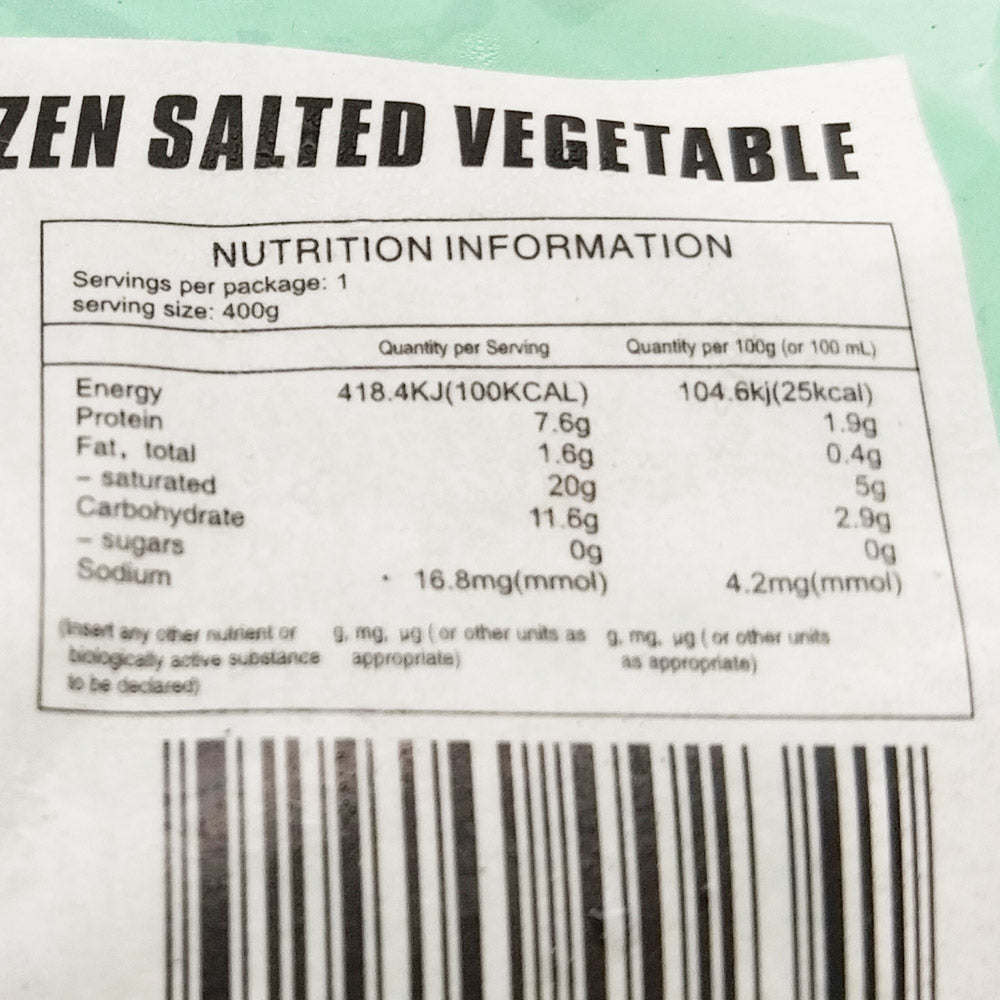 ZEN SALTED VEGETABLE
NUTRITION INFORMATION
Servings per package: 1
serving size: 400g
Quantity per Serving Quantity per 100g (or 100 mL)
Energy 418.4KJ(100KCAL) 104.6kj(25kcal)
Protein 7.6g 1.9g
Fat, total 1.6g 0.4g
- saturated 20g 5g
Carbohydrate 11.6g 2.9g
- sugars 0g 0g
Sodium 16.8mg(mmol) 4.2mg(mmol)
(insert any other nutrient or g, mg, µg ( or other units as g, mg, µg ( or other units
biologically active substance appropriate) as appropriate)
to be declared)